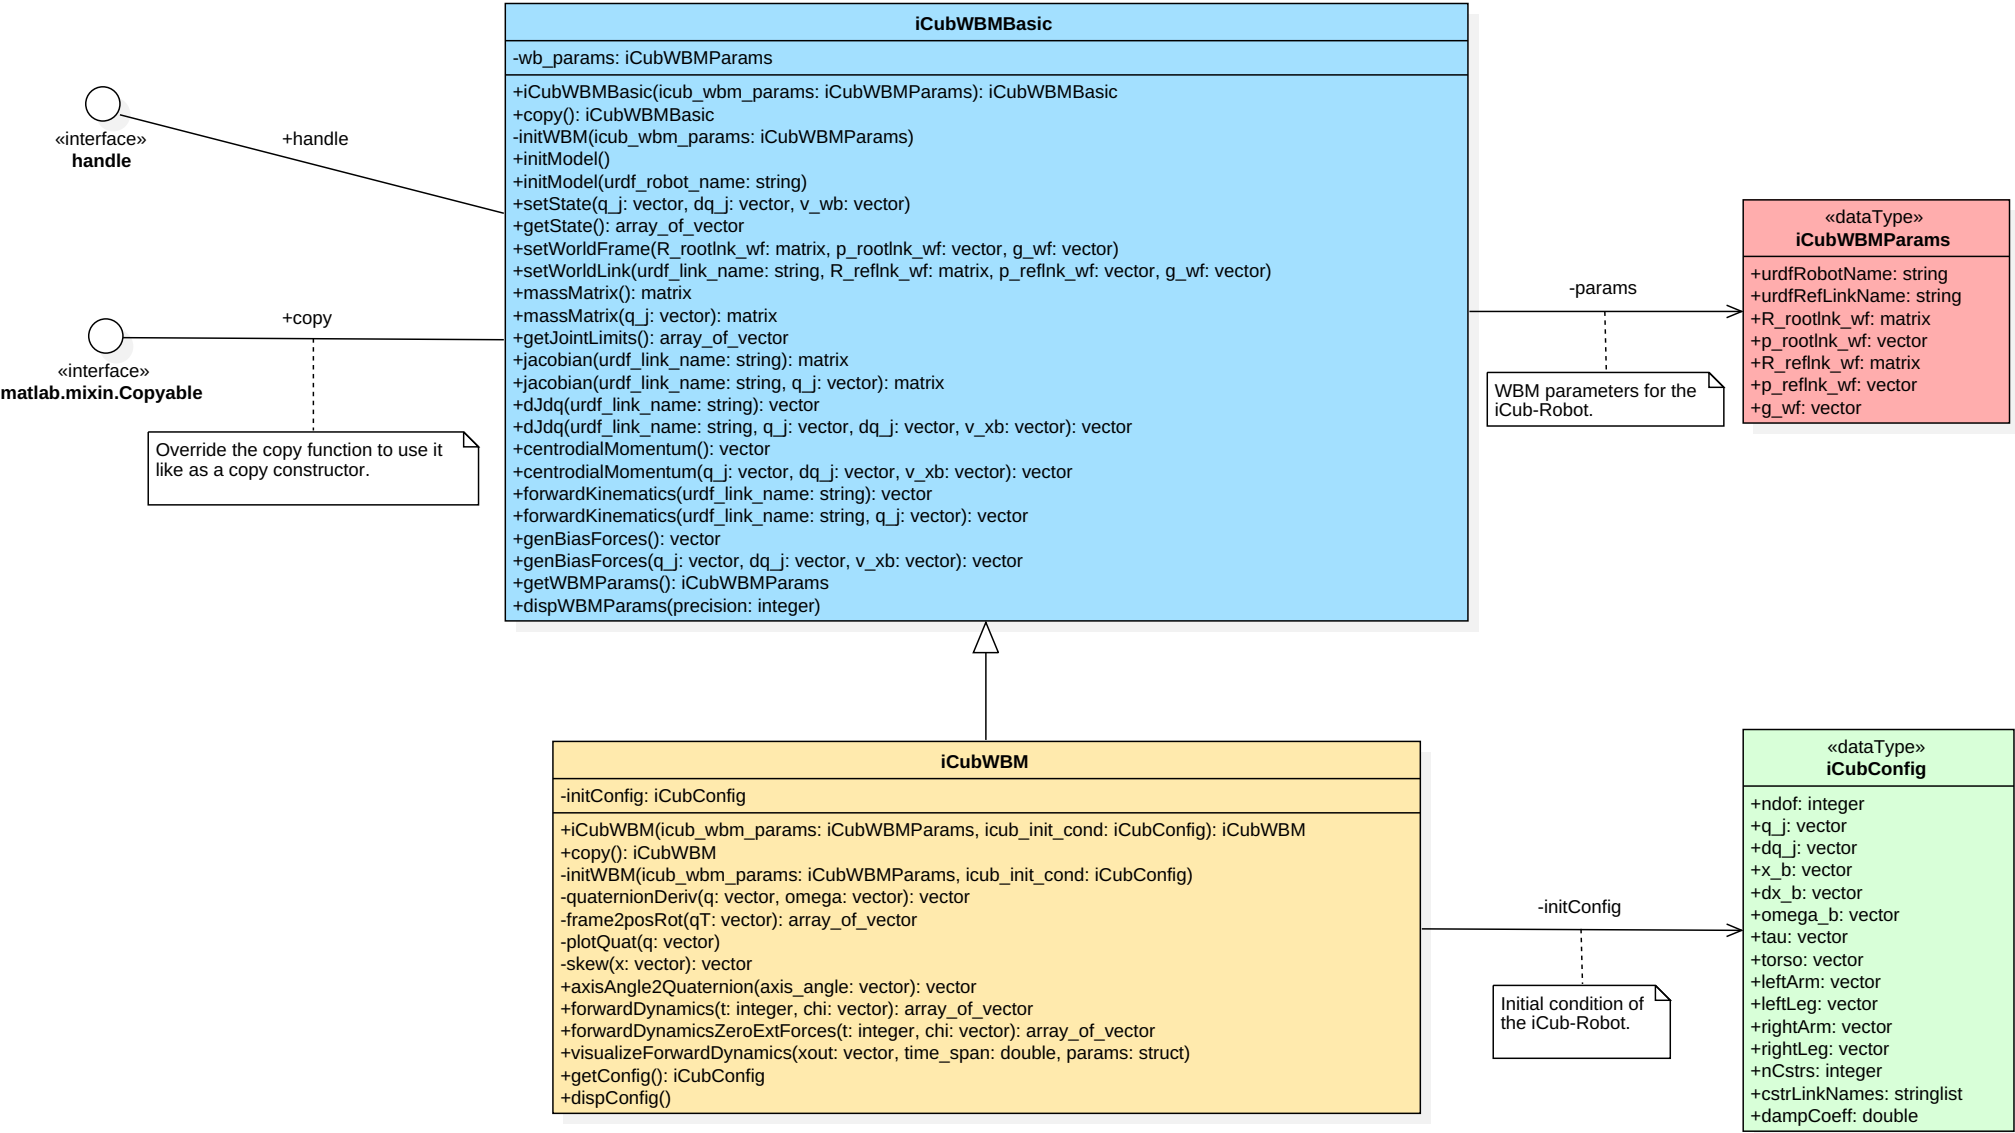 iCubWBMBasic
-wb_params: iCubWBMParams
+iCubWBMBasic(icub_wbm_params: iCubWBMParams): iCubWBMBasic
+copy(): iCubWBMBasic
-initWBM(icub_wbm_params: iCubWBMParams)
+initModel()
+initModel(urdf_robot_name: string)
+setState(q_j: vector, dq_j: vector, v_wb: vector)
+getState(): array_of_vector
+setWorldFrame(R_rootlnk_wf: matrix, p_rootlnk_wf: vector, g_wf: vector)
+setWorldLink(urdf_link_name: string, R_reflnk_wf: matrix, p_reflnk_wf: vector, g_wf: vector)
+massMatrix(): matrix
+massMatrix(q_j: vector): matrix
+getJointLimits(): array_of_vector
+jacobian(urdf_link_name: string): matrix
+jacobian(urdf_link_name: string, q_j: vector): matrix
+dJdq(urdf_link_name: string): vector
+dJdq(urdf_link_name: string, q_j: vector, dq_j: vector, v_xb: vector): vector
+centrodialMomentum(): vector
+centrodialMomentum(q_j: vector, dq_j: vector, v_xb: vector): vector
+forwardKinematics(urdf_link_name: string): vector
+forwardKinematics(urdf_link_name: string, q_j: vector): vector
+genBiasForces(): vector
+genBiasForces(q_j: vector, dq_j: vector, v_xb: vector): vector
+getWBMParams(): iCubWBMParams
+dispWBMParams(precision: integer)
«interface»
handle
+handle
«interface»
matlab.mixin.Copyable
+copy
Override the copy function to use it
like as a copy constructor.
-params
WBM parameters for the
iCub-Robot.
«dataType»
iCubWBMParams
+urdfRobotName: string
+urdfRefLinkName: string
+R_rootlnk_wf: matrix
+p_rootlnk_wf: vector
+R_reflnk_wf: matrix
+p_reflnk_wf: vector
+g_wf: vector
iCubWBM
-initConfig: iCubConfig
+iCubWBM(icub_wbm_params: iCubWBMParams, icub_init_cond: iCubConfig): iCubWBM
+copy(): iCubWBM
-initWBM(icub_wbm_params: iCubWBMParams, icub_init_cond: iCubConfig)
-quaternionDeriv(q: vector, omega: vector): vector
-frame2posRot(qT: vector): array_of_vector
-plotQuat(q: vector)
-skew(x: vector): vector
+axisAngle2Quaternion(axis_angle: vector): vector
+forwardDynamics(t: integer, chi: vector): array_of_vector
+forwardDynamicsZeroExtForces(t: integer, chi: vector): array_of_vector
+visualizeForwardDynamics(xout: vector, time_span: double, params: struct)
+getConfig(): iCubConfig
+dispConfig()
-initConfig
Initial condition of
the iCub-Robot.
«dataType»
iCubConfig
+ndof: integer
+q_j: vector
+dq_j: vector
+x_b: vector
+dx_b: vector
+omega_b: vector
+tau: vector
+torso: vector
+leftArm: vector
+leftLeg: vector
+rightArm: vector
+rightLeg: vector
+nCstrs: integer
+cstrLinkNames: stringlist
+dampCoeff: double